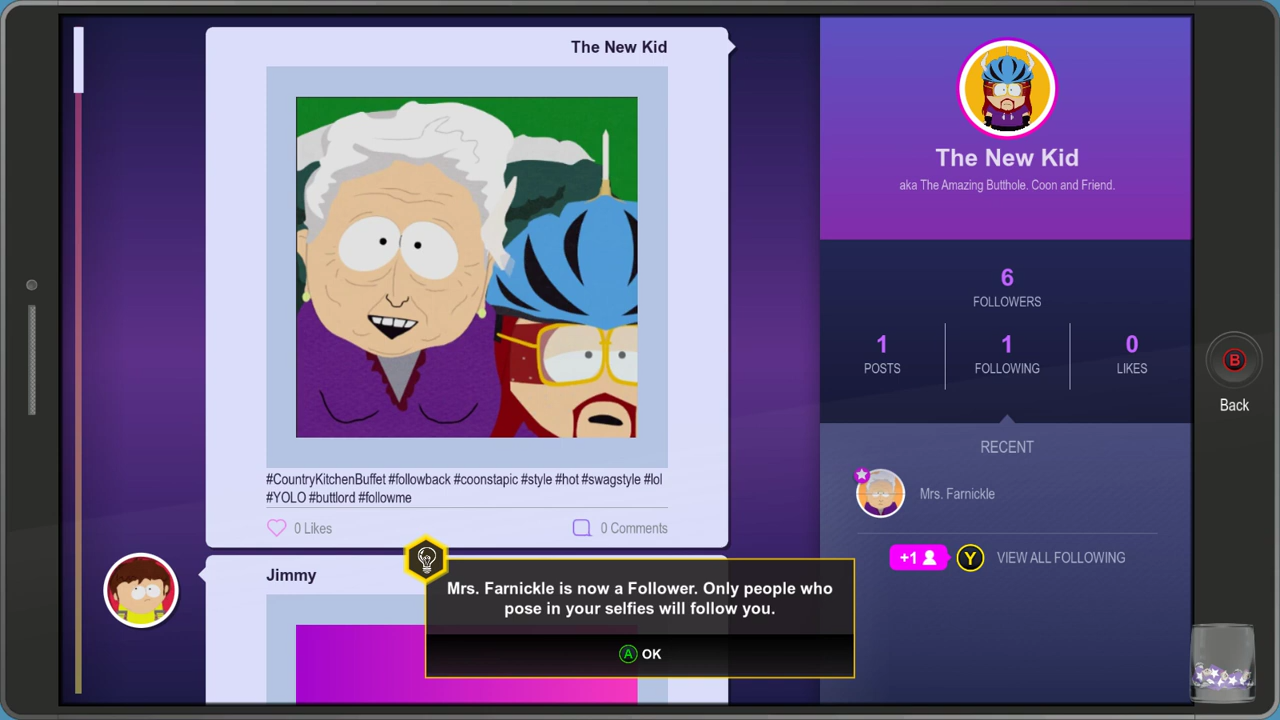 The New Kid
#CountryKitchenBuffet #followback #coonstapic #style #hot #swagstyle #lol
#YOLO #buttlord #followme
0 Likes
0 Comments
Jimmy
Mrs. Farnickle is now a Follower. Only people who
pose in your selfies will follow you.
A OK
The New Kid
aka The Amazing Butthole. Coon and Friend.
6
FOLLOWERS
1
POSTS
1
FOLLOWING
0
LIKES
RECENT
Mrs. Farnickle
+1
Y VIEW ALL FOLLOWING
B
Back